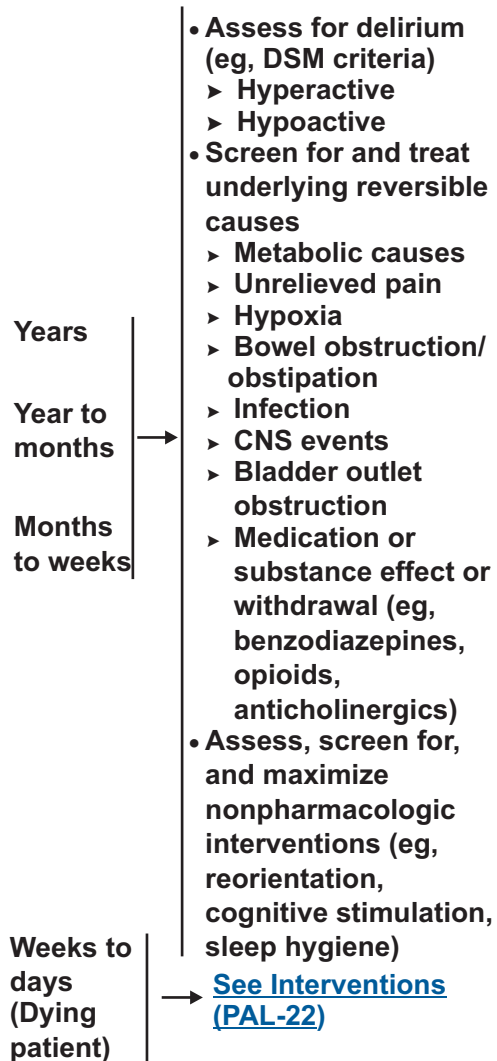 Years
Year to
months
Months
to weeks
• Assess for delirium
(eg, DSM criteria)
➤ Hyperactive
➤ Hypoactive
• Screen for and treat
underlying reversible
causes
➤ Metabolic causes
➤ Unrelieved pain
➤ Hypoxia
➤ Bowel obstruction/
obstipation
➤ Infection
➤ CNS events
➤ Bladder outlet
obstruction
➤ Medication or
substance effect or
withdrawal (eg,
benzodiazepines,
opioids,
anticholinergics)
• Assess, screen for,
and maximize
nonpharmacologic
interventions (eg,
reorientation,
cognitive stimulation,
sleep hygiene)
Weeks to
days
(Dying
patient)
See Interventions
(PAL-22)